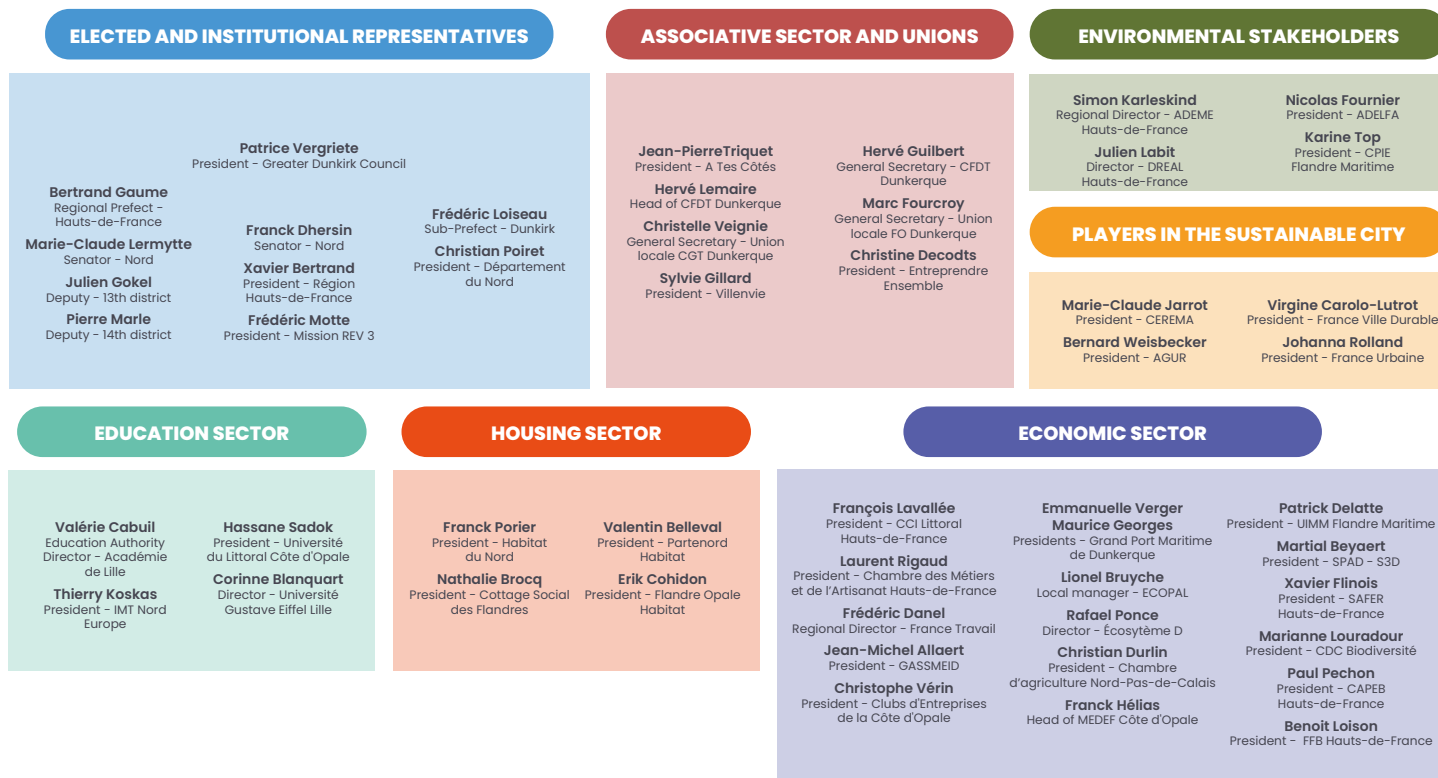 ELECTED AND INSTITUTIONAL REPRESENTATIVES
Patrice Vergriete
President - Greater Dunkirk Council
Bertrand Gaume
Regional Prefect -
Hauts-de-France
Marie-Claude Lermytte
Senator - Nord
Julien Gokel
Deputy - 13th district
Pierre Marle
Deputy - 14th district
Franck Dhersin
Senator - Nord
Xavier Bertrand
President - Région
Hauts-de-France
Frédéric Motte
President - Mission REV 3
Frédéric Loiseau
Sub-Prefect - Dunkirk
Christian Poiret
President - Département
du Nord
ASSOCIATIVE SECTOR AND UNIONS
Jean-PierreTriquet
President - A Tes Côtés
Hervé Lemaire
Head of CFDT Dunkerque
Christelle Veignie
General Secretary - Union
locale CGT Dunkerque
Sylvie Gillard
President - Villenvie
Hervé Guilbert
General Secretary - CFDT
Dunkerque
Marc Fourcroy
General Secretary - Union
locale FO Dunkerque
Christine Decodts
President - Entreprendre
Ensemble
ENVIRONMENTAL STAKEHOLDERS
Simon Karleskind
Regional Director - ADEME
Hauts-de-France
Julien Labit
Director - DREAL
Hauts-de-France
Nicolas Fournier
President - ADELFA
Karine Top
President - CPIE
Flandre Maritime
PLAYERS IN THE SUSTAINABLE CITY
Marie-Claude Jarrot
President - CEREMA
Bernard Weisbecker
President - AGUR
Virgine Carolo-Lutrot
President - France Ville Durable
Johanna Rolland
President - France Urbaine
EDUCATION SECTOR
Valérie Cabuil
Education Authority
Director - Académie
de Lille
Thierry Koskas
President - IMT Nord
Europe
Hassane Sadok
President - Université
du Littoral Côte d'Opale
Corinne Blanquart
Director - Université
Gustave Eiffel Lille
HOUSING SECTOR
Franck Porier
President - Habitat
du Nord
Nathalie Brocq
President - Cottage Social
des Flandres
Valentin Belleval
President - Partenord
Habitat
Erik Cohidon
President - Flandre Opale
Habitat
ECONOMIC SECTOR
François Lavallée
President - CCI Littoral
Hauts-de-France
Laurent Rigaud
President - Chambre des Métiers
et de l’Artisanat Hauts-de-France
Frédéric Danel
Regional Director - France Travail
Jean-Michel Allaert
President - GASSMEID
Christophe Vérin
President - Clubs d'Entreprises
de la Côte d'Opale
Emmanuelle Verger
Maurice Georges
Presidents - Grand Port Maritime
de Dunkerque
Lionel Bruyche
Local manager - ECOPAL
Rafael Ponce
Director - Écosytème D
Christian Durlin
President - Chambre
d’agriculture Nord-Pas-de-Calais
Franck Hélias
Head of MEDEF Côte d'Opale
Patrick Delatte
President - UIMM Flandre Maritime
Martial Beyaert
President - SPAD - S3D
Xavier Flinois
President - SAFER
Hauts-de-France
Marianne Louradour
President - CDC Biodiversité
Paul Pechon
President - CAPEB
Hauts-de-France
Benoit Loison
President -  FFB Hauts-de-France